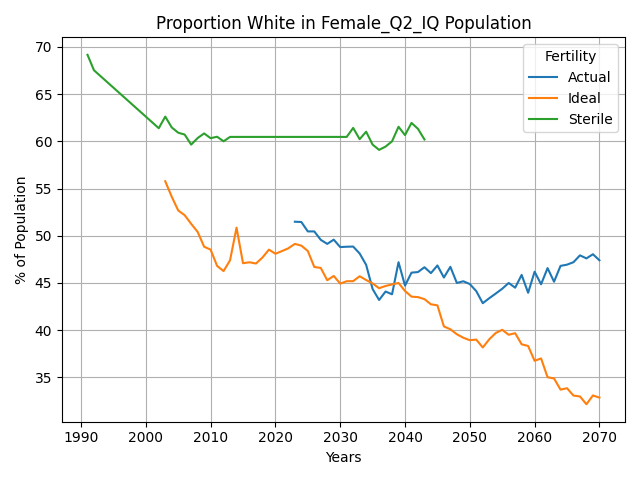 Proportion White in Female_Q2_IQ Population
Fertility
Actual
Ideal
Sterile
% of Population
70
65
60
55
50
45
40
35
1990
2000
2010
2020
2030
2040
2050
2060
2070
Years